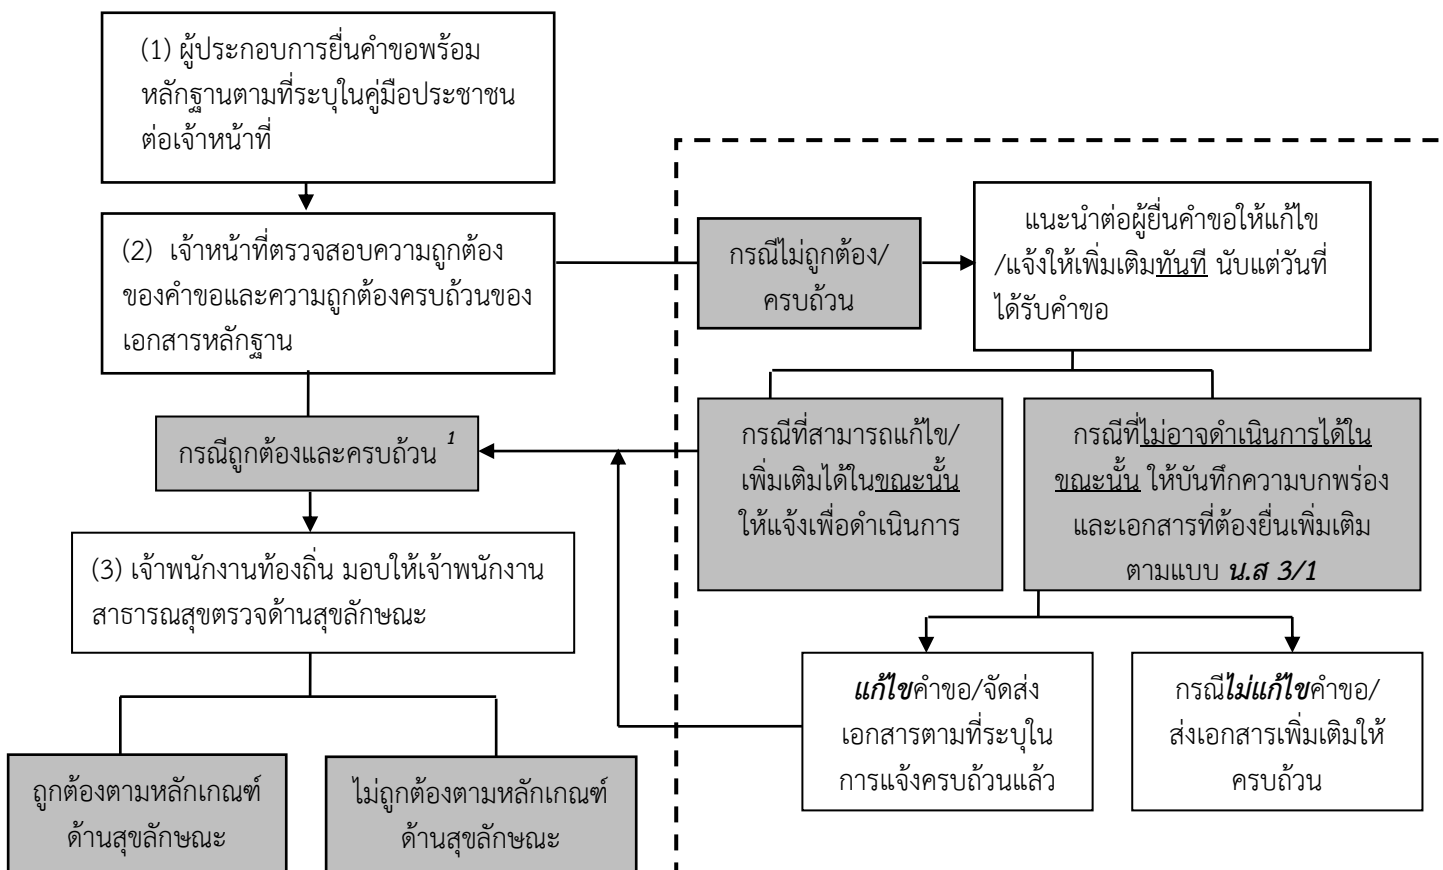 (1) ผู้ประกอบการยื่นคำขอพร้อม
หลักฐานตามที่ระบุในคู่มือประชาชน
ต่อเจ้าหน้าที่
(2) เจ้าหน้าที่ตรวจสอบความถูกต้อง
ของคำขอและความถูกต้องครบถ้วนของ
เอกสารหลักฐาน
กรณีไม่ถูกต้อง/
ครบถ้วน
แนะนำต่อผู้ยื่นคำขอให้แก้ไข
/แจ้งให้เพิ่มเติมทันที นับแต่วันที่
ได้รับคำขอ
กรณีถูกต้องและครบถ้วน 1
กรณีที่สามารถแก้ไข/
เพิ่มเติมได้ในขณะนั้น
ให้แจ้งเพื่อดำเนินการ
กรณีที่ไม่อาจดำเนินการได้ใน
ขณะนั้น ให้บันทึกความบกพร่อง
และเอกสารที่ต้องยื่นเพิ่มเติม
ตามแบบ น.ส 3/1
(3) เจ้าพนักงานท้องถิ่น มอบให้เจ้าพนักงาน
สาธารณสุขตรวจด้านสุขลักษณะ
แก้ไขคำขอ/จัดส่ง
เอกสารตามที่ระบุใน
การแจ้งครบถ้วนแล้ว
กรณีไม่แก้ไขคำขอ/
ส่งเอกสารเพิ่มเติมให้
ครบถ้วน
ถูกต้องตามหลักเกณฑ์
ด้านสุขลักษณะ
ไม่ถูกต้องตามหลักเกณฑ์
ด้านสุขลักษณะ